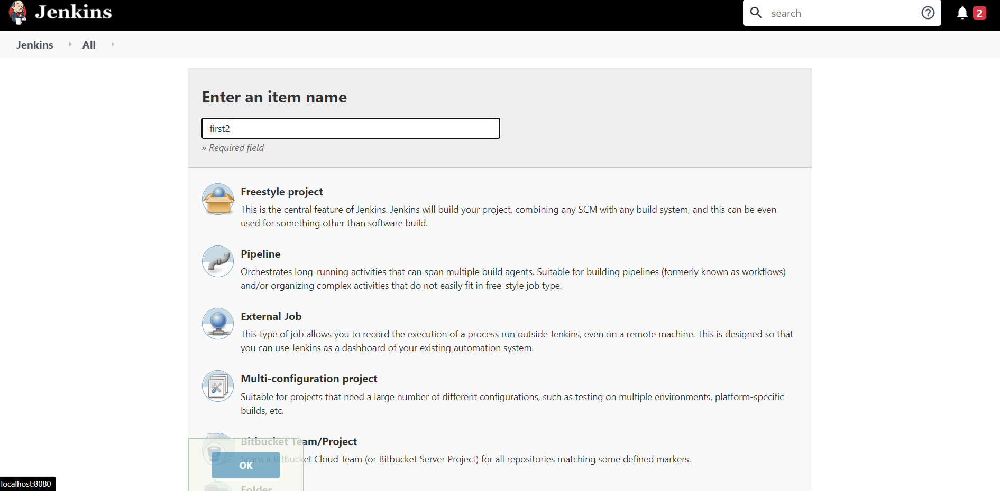 Jenkins
search
2
Jenkins
All
Enter an item name
first2
» Required field
Freestyle project
This is the central feature of Jenkins. Jenkins will build your project, combining any SCM with any build system, and this can be even
used for something other than software build.
Pipeline
Orchestrates long-running activities that can span multiple build agents. Suitable for building pipelines (formerly known as workflows)
and/or organizing complex activities that do not easily fit in free-style job type.
External Job
This type of job allows you to record the execution of a process run outside Jenkins, even on a remote machine. This is designed so that
you can use Jenkins as a dashboard of your existing automation system.
Multi-configuration project
Suitable for projects that need a large number of different configurations, such as testing on multiple environments, platform-specific
builds, etc.
Bitbucket Team/Project
Scans a Bitbucket Cloud Team (or Bitbucket Server Project) for all repositories matching some defined markers.
OK
Folder
localhost:8080